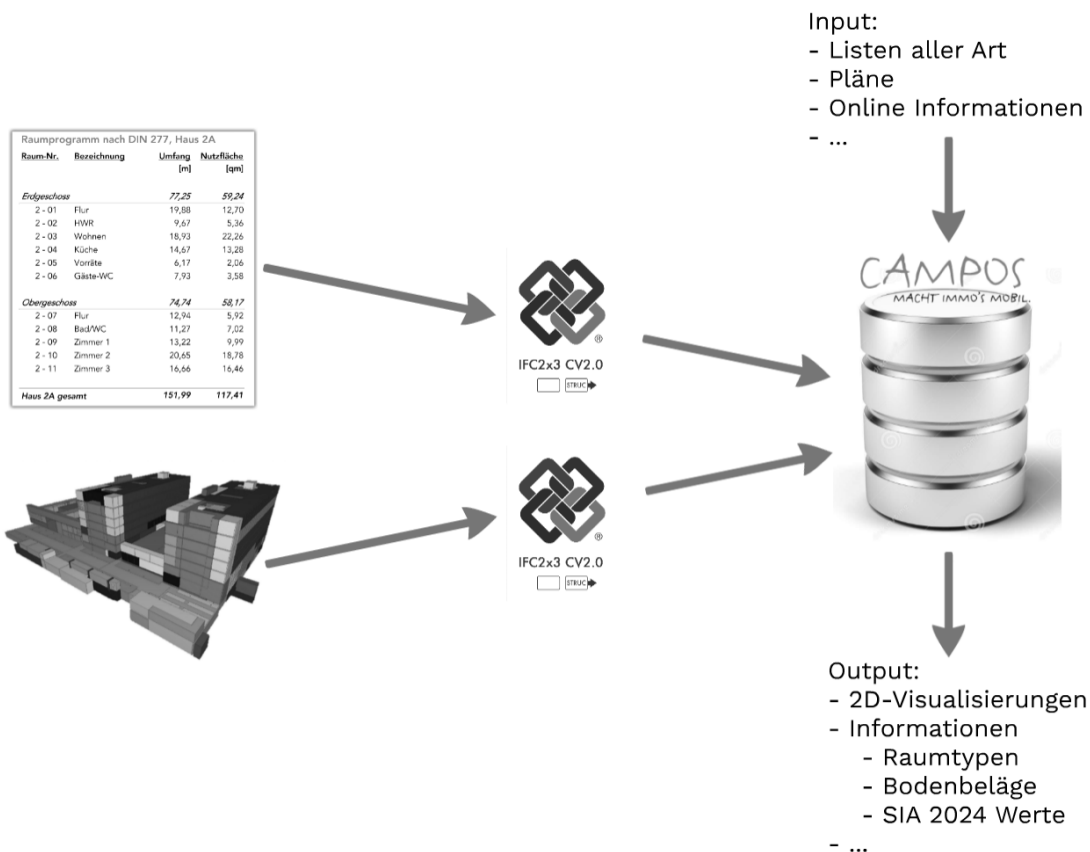 Input:
- Listen aller Art
- Pläne
- Online Informationen
- ...
Raumprogramm nach DIN 277, Haus 2A
Raum-Nr. Bezeichnung Umfang Nutzfläche
[m] [qm]
Erdgeschoss 77,25 59,24
2 - 01 Flur 19,88 12,70
2 - 02 HWR 9,67 5,36
2 - 03 Wohnen 18,93 22,26
2 - 04 Küche 14,67 13,28
2 - 05 Vorräte 6,17 2,06
2 - 06 Gäste-WC 7,93 3,58
Obergeschoss 74,74 58,17
2 - 07 Flur 12,94 5,92
2 - 08 Bad/WC 11,27 7,02
2 - 09 Zimmer 1 13,22 9,99
2 - 10 Zimmer 2 20,65 18,78
2 - 11 Zimmer 3 16,66 16,46
Haus 2A gesamt 151,99 117,41
®
IFC2x3 CV2.0
STRUC
®
IFC2x3 CV2.0
STRUC
CAMPOS
MACHT IMMO'S MOBIL.
Output:
- 2D-Visualisierungen
- Informationen
- Raumtypen
- Bodenbeläge
- SIA 2024 Werte
- ...